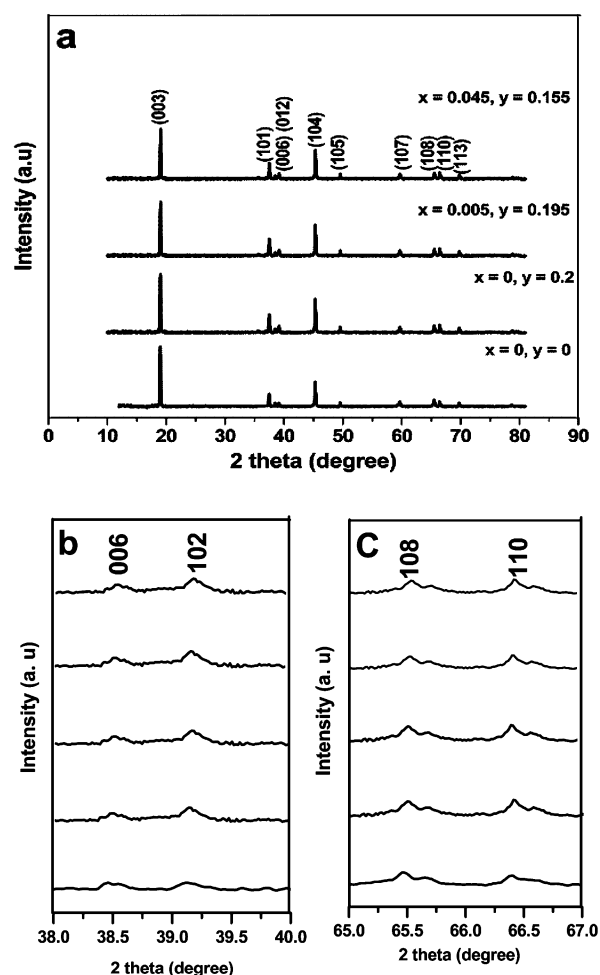 a
x = 0.045, y = 0.155
(003)
(101)
(006) (012)
(104)
(105)
(107)
(108)
(110)
(113)
x = 0.005, y = 0.195
x = 0, y = 0.2
x = 0, y = 0
Intensity (a.u)
0 10 20 30 40 50 60 70 80 90
2 theta (degree)
b
006
102
Intensity (a. u)
38.0 38.5 39.0 39.5 40.0
2 theta (degree)
C
108
110
Intensity (a. u)
65.0 65.5 66.0 66.5 67.0
2 theta (degree)